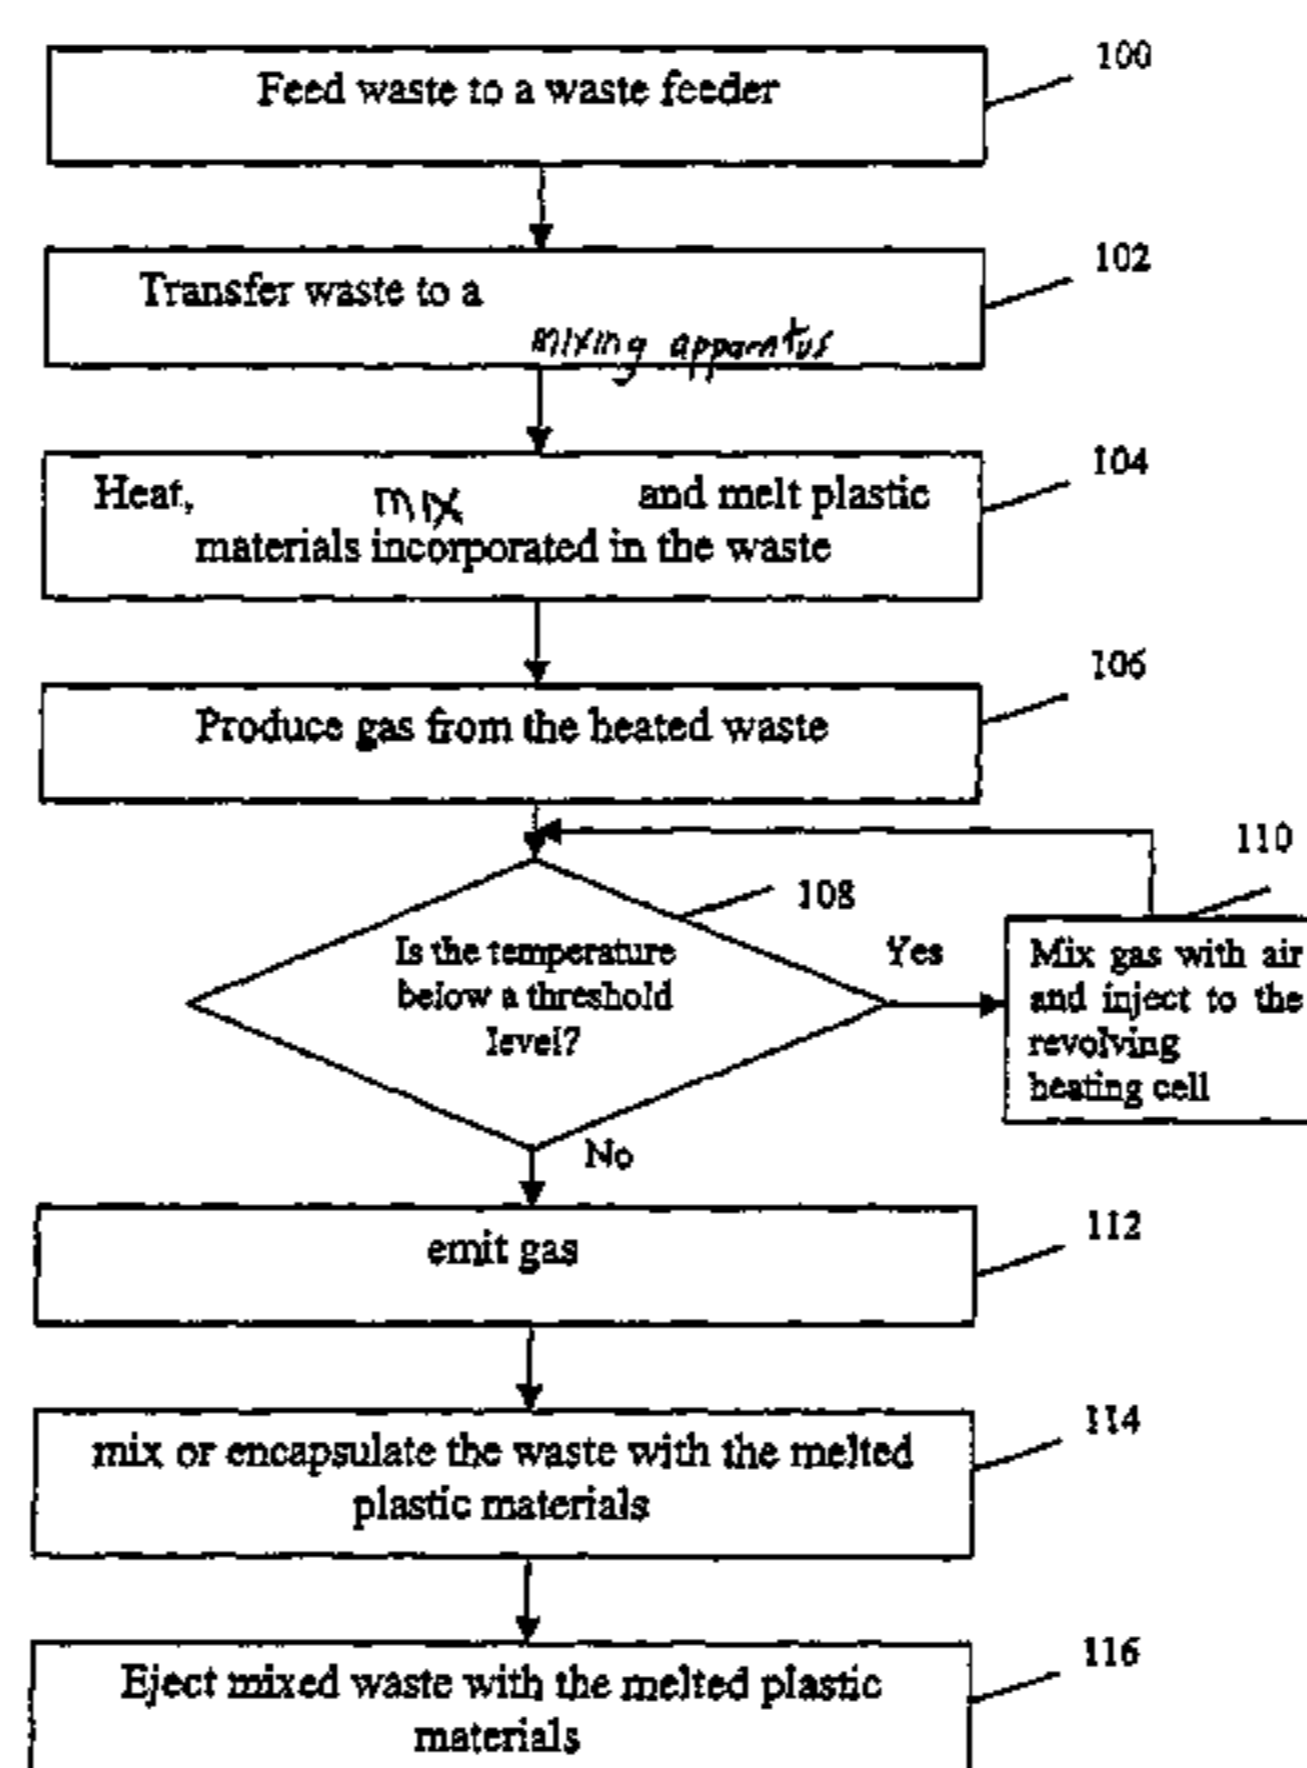 100
Feed waste to a waste feeder
102
Transfer waste to a
mixing apparatus
104
Heat, mix and melt plastic
materials incorporated in the waste
106
Produce gas from the heated waste
110
108
Is the temperature
below a threshold
level?
Yes
Mix gas with air
and inject to the
revolving
heating cell
No
112
emit gas
114
mix or encapsulate the waste with the melted
plastic materials
116
Eject mixed waste with the melted plastic
materials